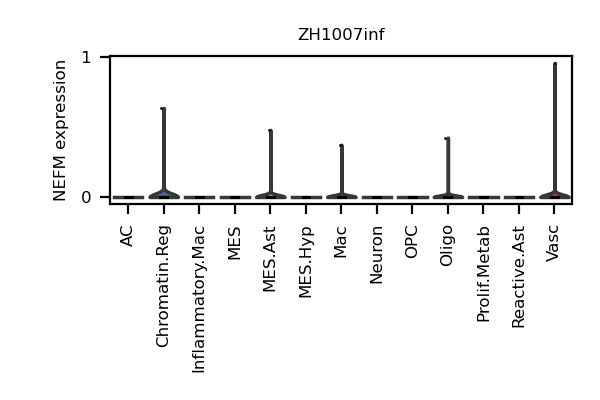 ZH1007inf
NEFM expression
1
0
AC
Chromatin.Reg
Inflammatory.Mac
MES
MES.Ast
MES.Hyp
Mac
Neuron
OPC
Oligo
Prolif.Metab
Reactive.Ast
Vasc